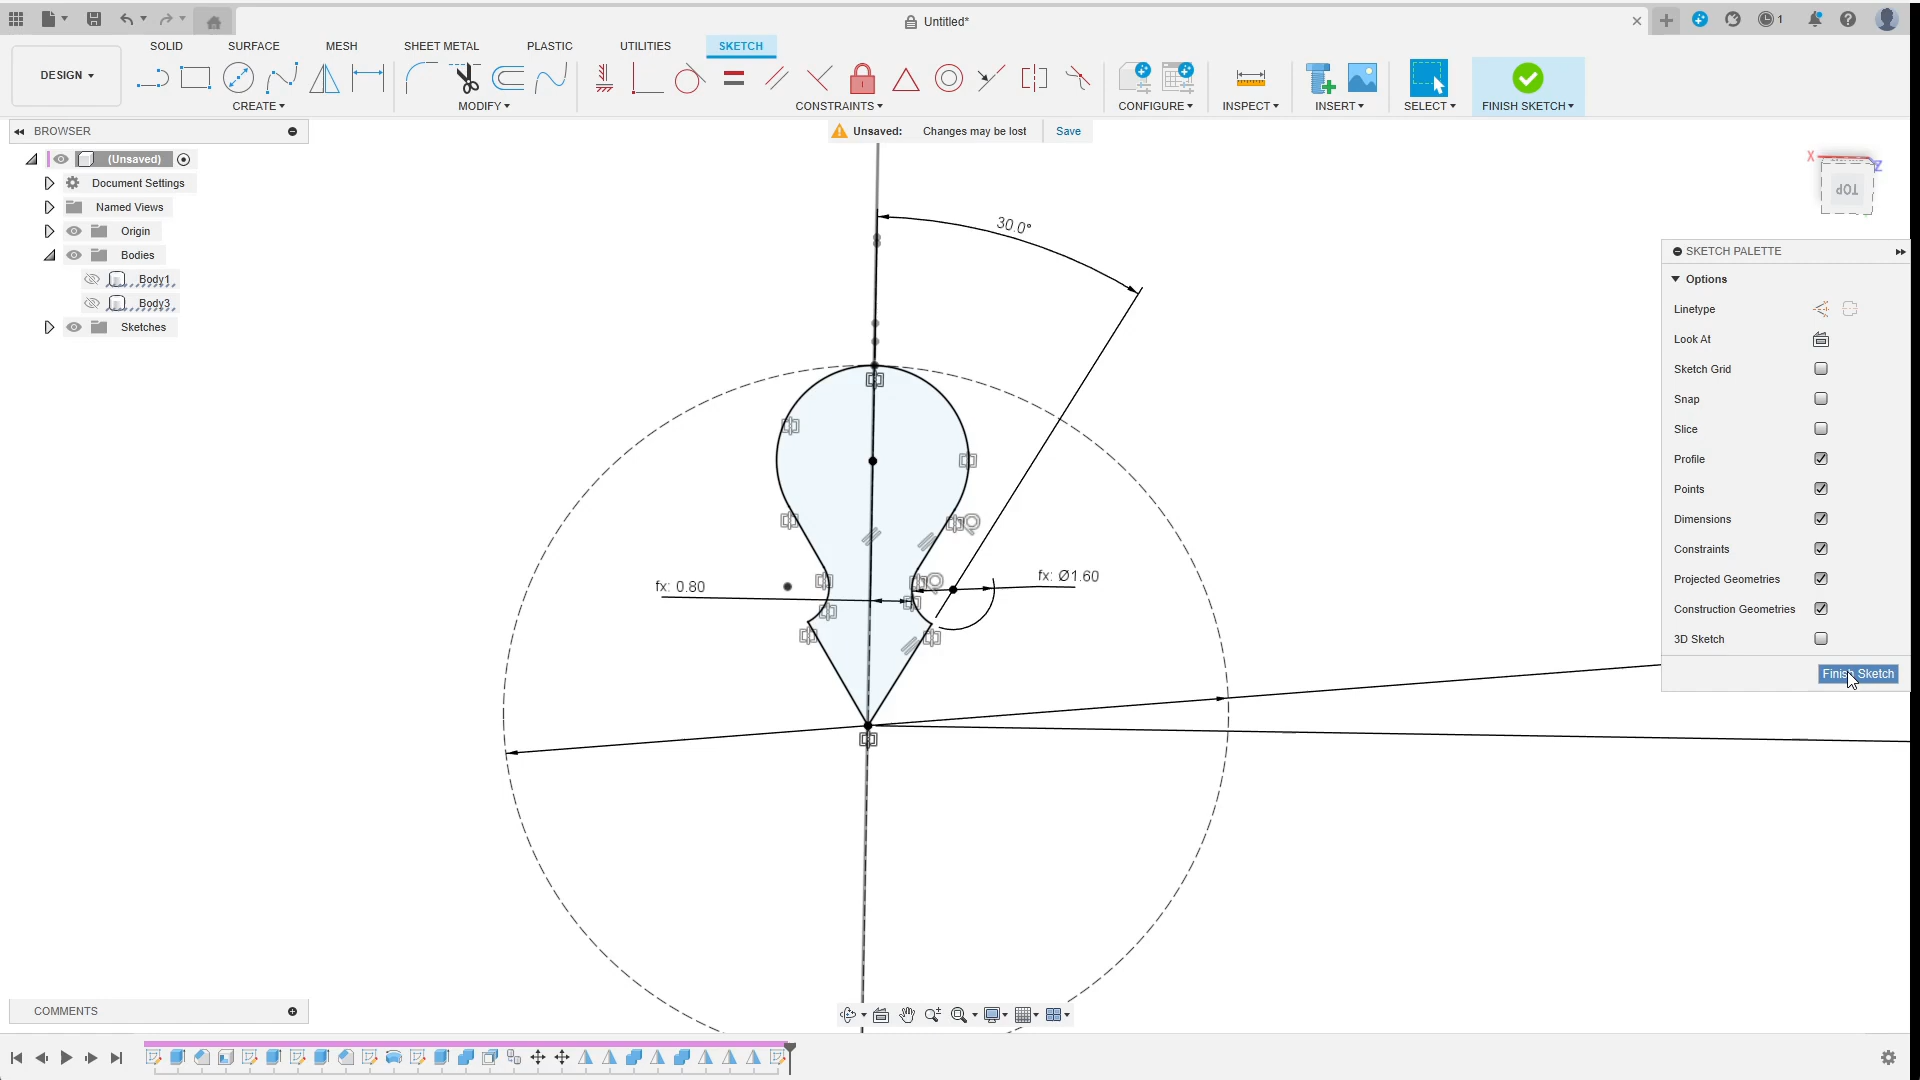 Untitled*
1
SOLID
SURFACE
MESH
SHEET METAL
PLASTIC
UTILITIES
SKETCH
DESIGN
CREATE
MODIFY
CONSTRAINTS
CONFIGURE
INSPECT
INSERT
SELECT
FINISH SKETCH
BROWSER
Unsaved: Changes may be lost Save
(Unsaved)
Document Settings
Named Views
Origin
Bodies
Body1
Body3
Sketches
X
Z
TOP
30.0°
fx: 0.80
fx: Ø1.60
SKETCH PALETTE
Options
Linetype
Look At
Sketch Grid
Snap
Slice
Profile
Points
Dimensions
Constraints
Projected Geometries
Construction Geometries
3D Sketch
Finish Sketch
COMMENTS